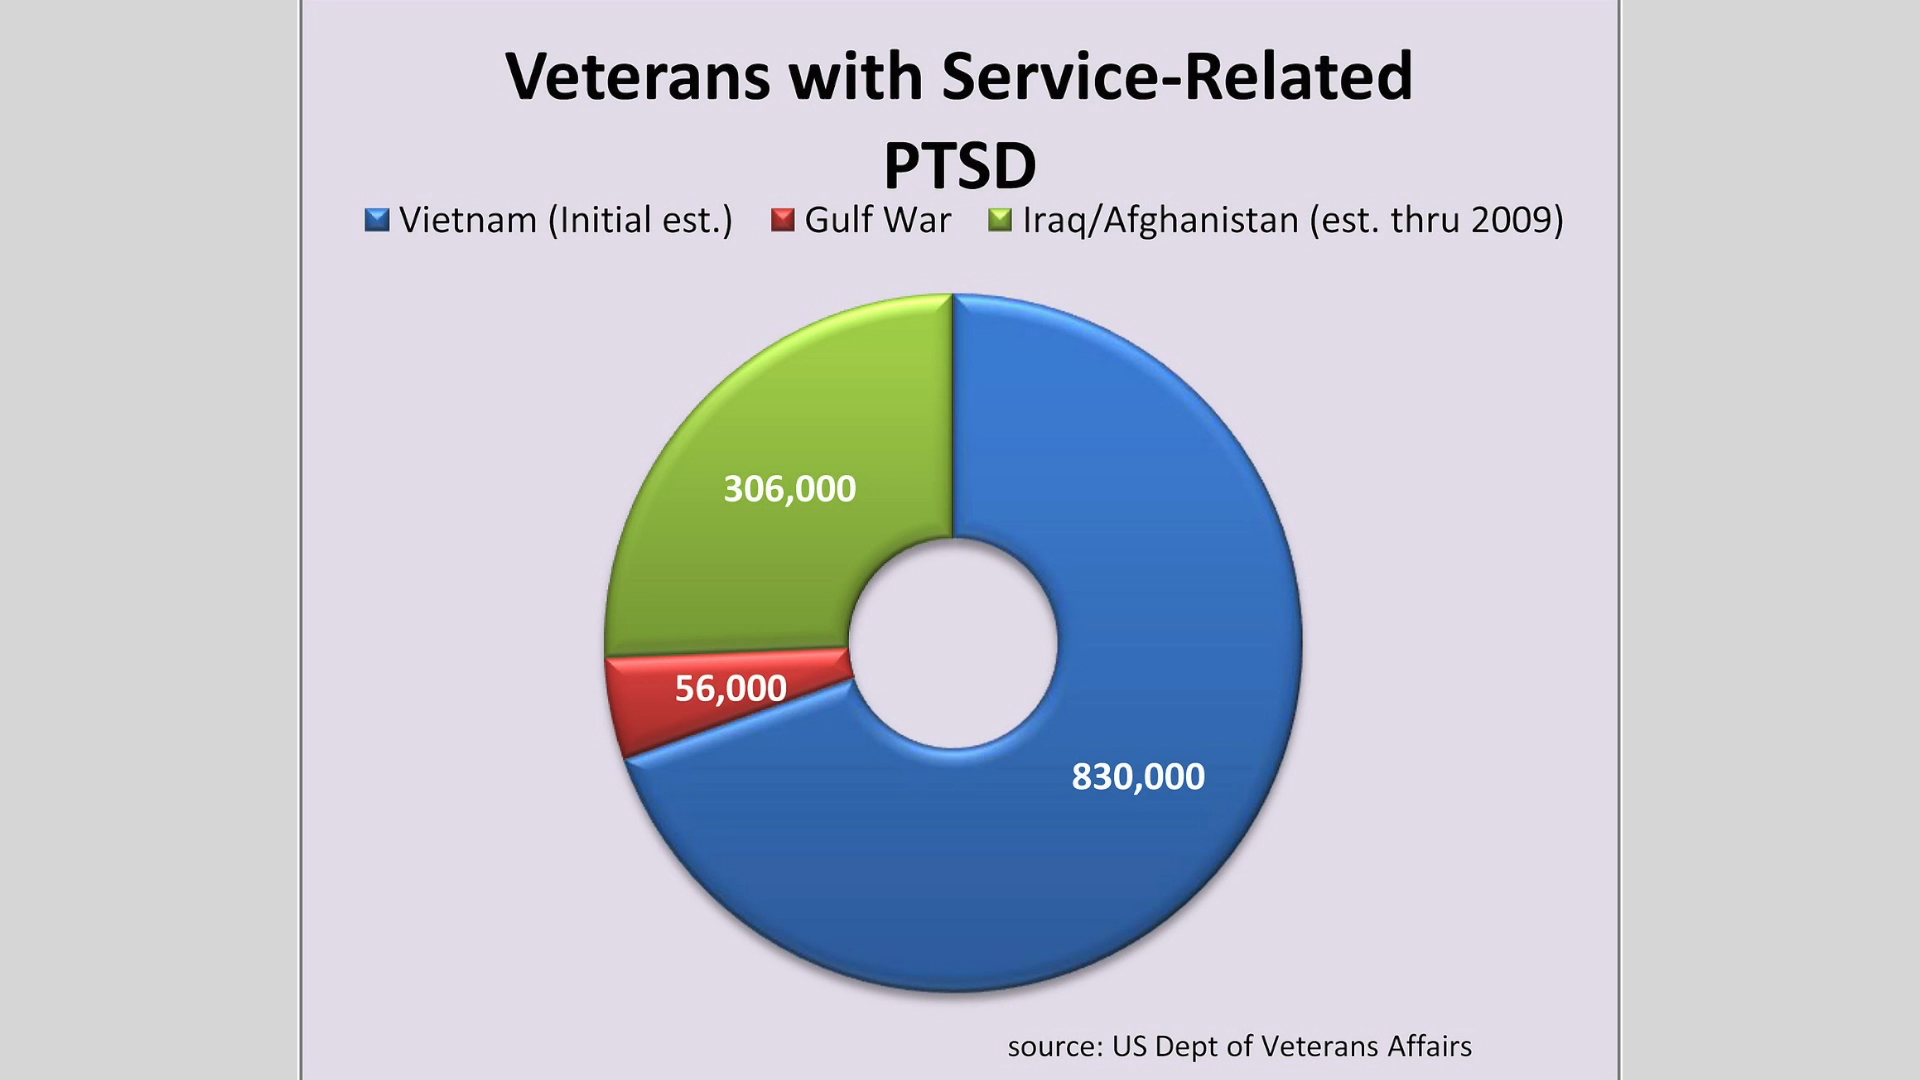 Veterans with Service-Related
PTSD
Vietnam (Initial est.) Gulf War Iraq/Afghanistan (est. thru 2009)
306,000
56,000
830,000
source: US Dept of Veterans Affairs